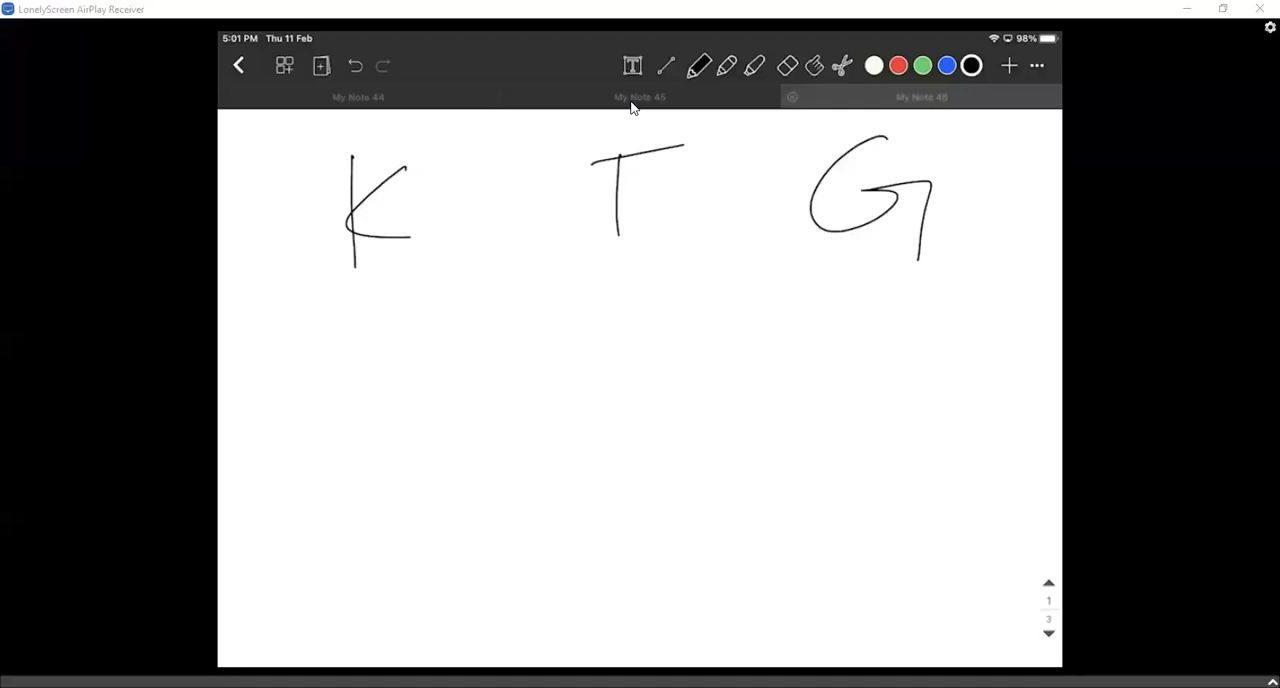 LonelyScreen AirPlay Receiver
5:01 PM Thu 11 Feb 98%
My Note 44 My Note 45 My Note 46
K T G
1
3